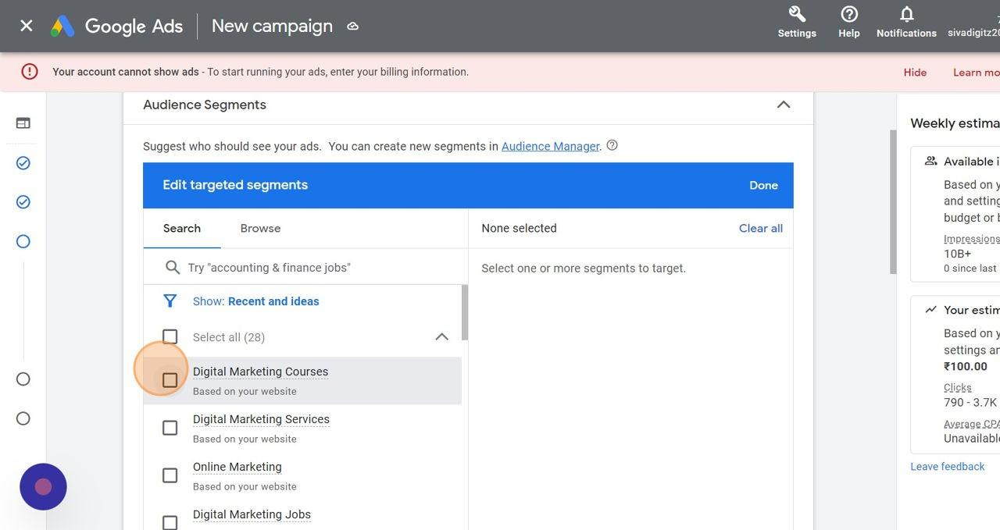 Google Ads
New campaign
Settings
Help
Notifications
sivadigitz20
Your account cannot show ads - To start running your ads, enter your billing information.
Hide
Learn mo
Audience Segments
Suggest who should see your ads. You can create new segments in Audience Manager.
Edit targeted segments
Done
Search
Browse
None selected
Clear all
Try "accounting & finance jobs"
Select one or more segments to target.
Show: Recent and ideas
Select all (28)
Digital Marketing Courses
Based on your website
Digital Marketing Services
Based on your website
Online Marketing
Based on your website
Digital Marketing Jobs
Weekly estima
Available i
Based on y
and setting
budget or b
Impressions
10B+
0 since last
Your estim
Based on y
settings an
₹100.00
Clicks
790 - 3.7K
Average CPA
Unavailable
Leave feedback